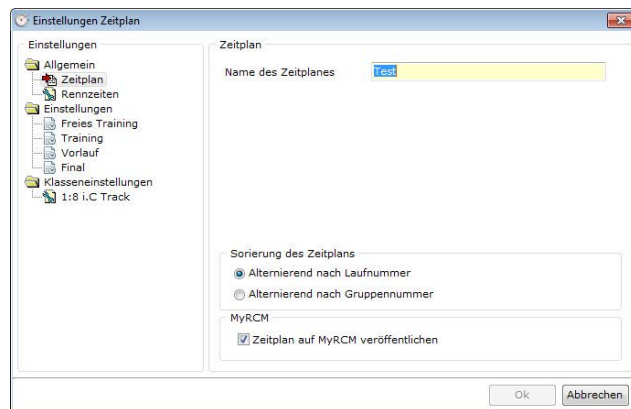 Einstellungen Zeitplan
Einstellungen
Allgemein
Zeitplan
Rennzeiten
Einstellungen
Freies Training
Training
Vorlauf
Final
Klasseneinstellungen
1:8 i.C Track
Zeitplan
Name des Zeitplanes
Test
Sorierung des Zeitplans
Alternierend nach Laufnummer
Alternierend nach Gruppennummer
MyRCM
Zeitplan auf MyRCM veröffentlichen
Ok
Abbrechen